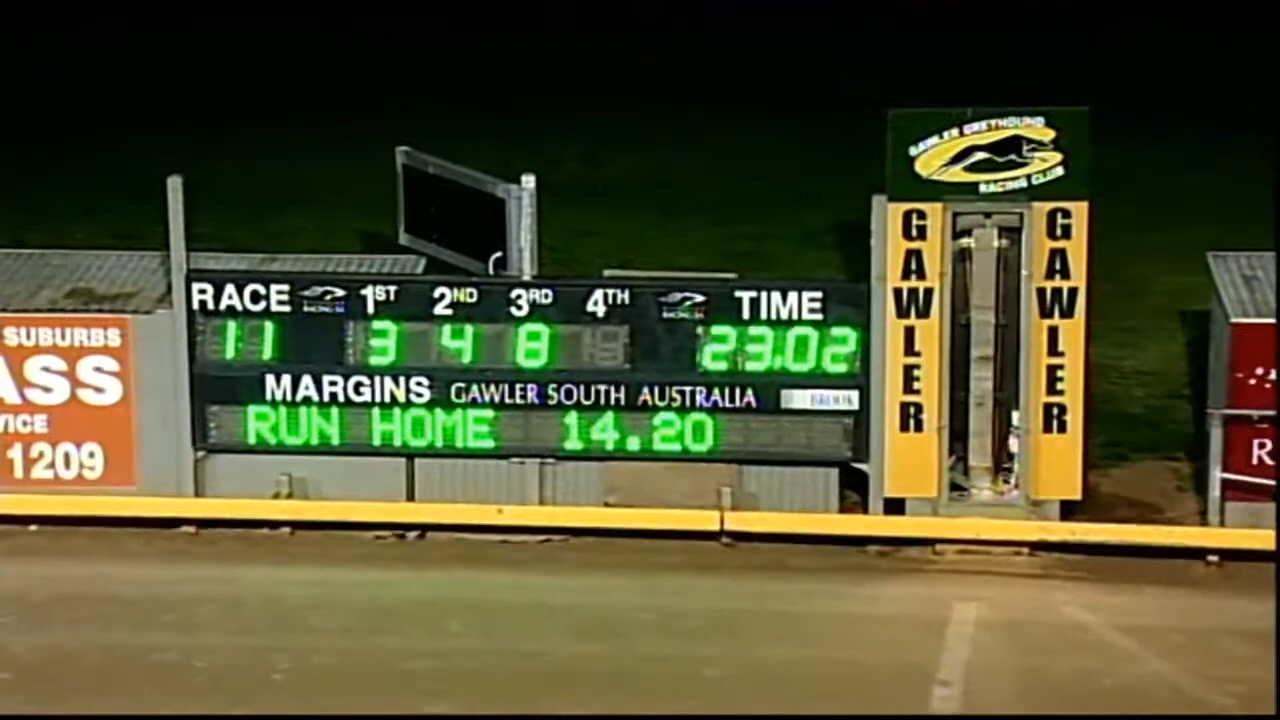 GAWLER GREYHOUND
RACING CLUB
GAWLER
GAWLER
RACE 1ST 2ND 3RD 4TH TIME
11 3 4 8 23.02
MARGINS GAWLER SOUTH AUSTRALIA
RUN HOME 14.20
SUBURBS
ASS
VICE
1209
R